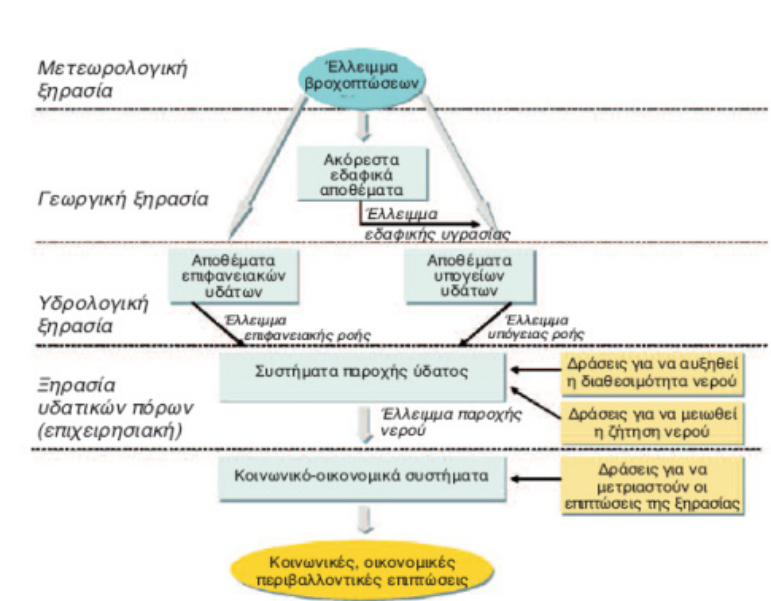 Μετεωρολογική
ξηρασία
Έλλειμμα
βροχοπτώσεων
Ακόρεστα
εδαφικά
αποθέματα
Γεωργική ξηρασία
Έλλειμμα
εδαφικής υγρασίας
Αποθέματα
επιφανειακών
υδάτων
Αποθέματα
υπογείων
υδάτων
Υδρολογική
ξηρασία
Έλλειμμα
επιφανειακής ροής
Έλλειμμα
υπόγειας ροής
Ξηρασία
υδατικών πόρων
(επιχειρησιακή)
Συστήματα παροχής ύδατος
Δράσεις για να αυξηθεί
η διαθεσιμότητα νερού
Έλλειμμα παροχής
νερού
Δράσεις για να μειωθεί
η ζήτηση νερού
Κοινωνικό-οικονομικά συστήματα
Δράσεις για να
μετριαστούν οι
επιπτώσεις της ξηρασίας
Κοινωνικές, οικονομικές
περιβαλλοντικές επιπτώσεις